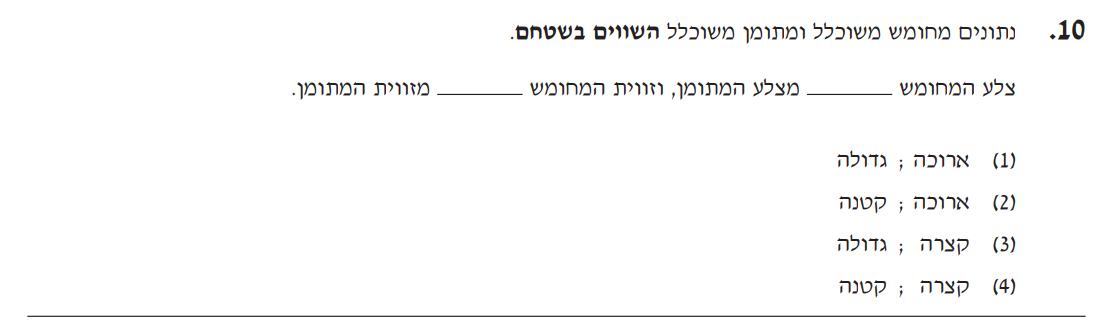 10. נתונים מחומש משוכלל ומתומן משוכלל השווים בשטחם.
צלע המחומש ________ מצלע המתומן, וזווית המחומש ________ מזווית המתומן.
(1) ארוכה ; גדולה
(2) ארוכה ; קטנה
(3) קצרה ; גדולה
(4) קצרה ; קטנה